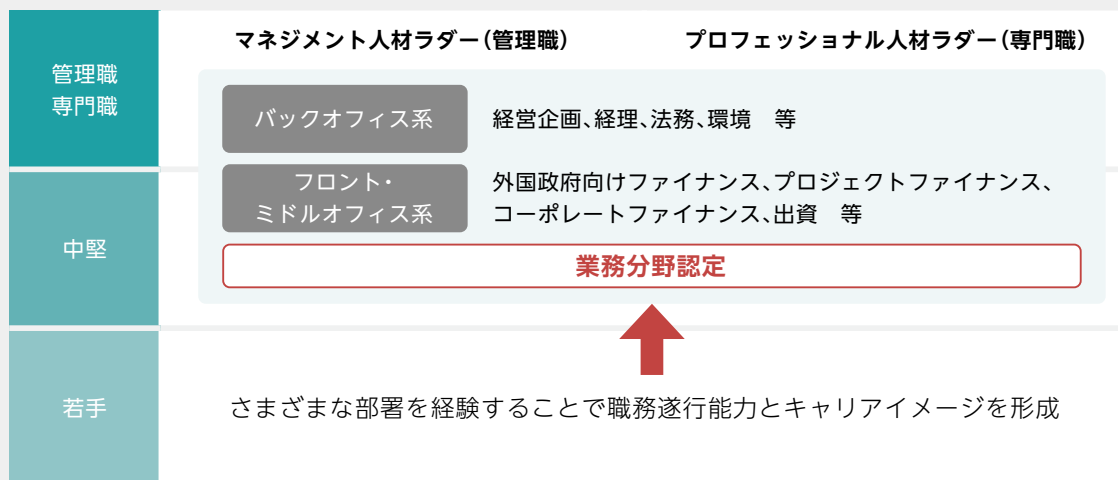 管理職
専門職
マネジメント人材ラダー(管理職)
プロフェッショナル人材ラダー(専門職)
バックオフィス系
経営企画、経理、法務、環境　等
フロント・
ミドルオフィス系
外国政府向けファイナンス、プロジェクトファイナンス、
コーポレートファイナンス、出資　等
中堅
業務分野認定
若手
さまざまな部署を経験することで職務遂行能力とキャリアイメージを形成